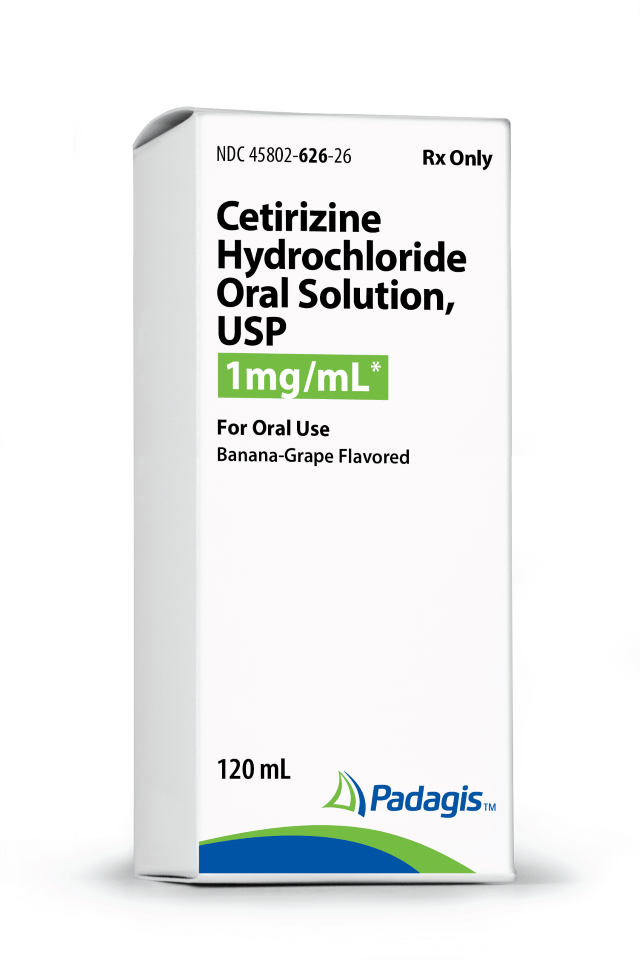 NDC 45802-626-26
Rx Only
Cetirizine
Hydrochloride
Oral Solution,
USP
1mg/mL*
For Oral Use
Banana-Grape Flavored
120 mL
Padagis™